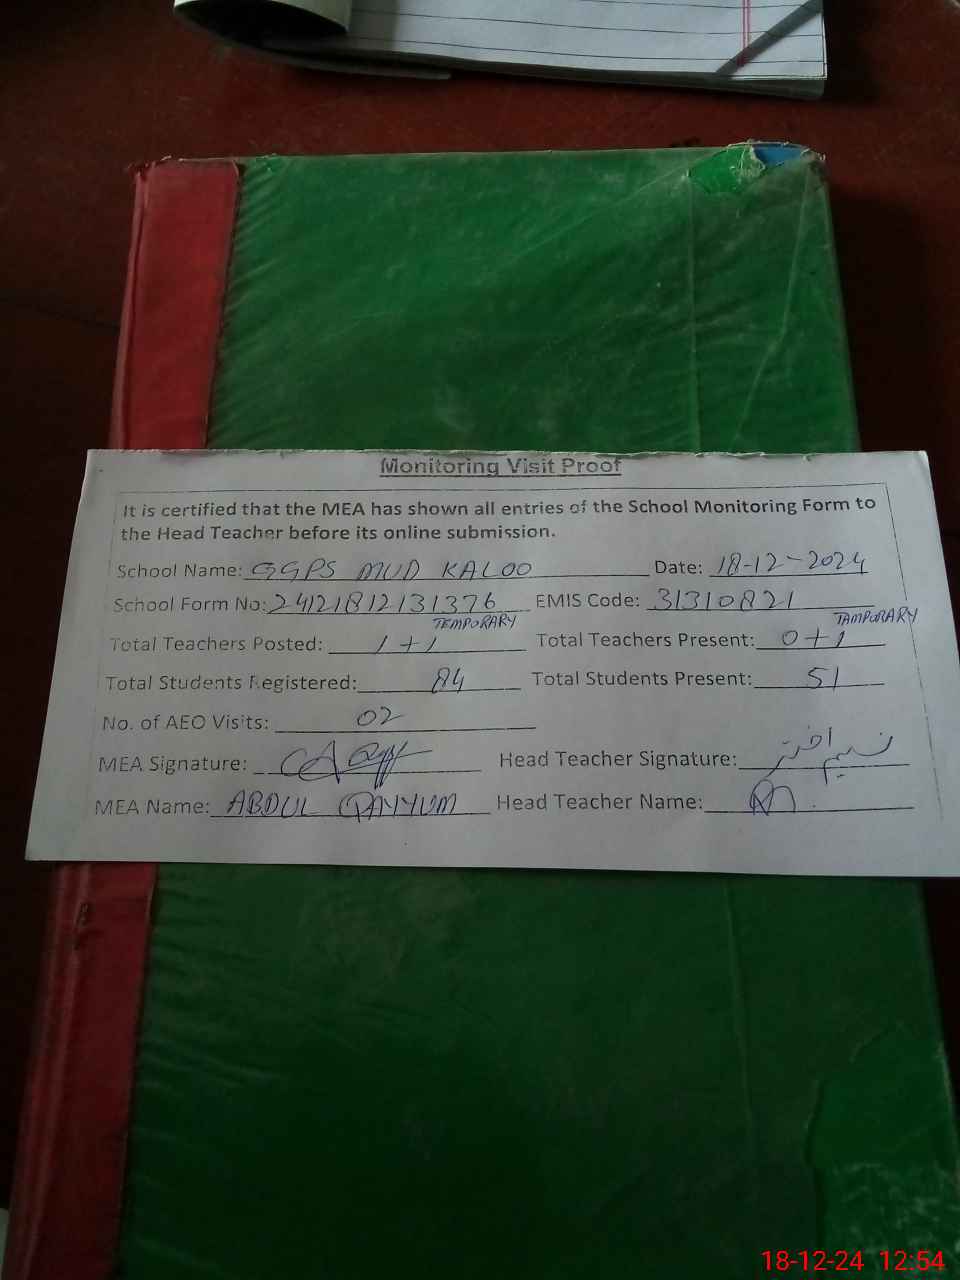 Monitoring Visit Proof
It is certified that the MEA has shown all entries of the School Monitoring Form to
the Head Teacher before its online submission.
School Name: GGPS MUD KALOO Date: 18-12-2024
School Form No: 24121812131376 EMIS Code: 31310821
TEMPORARY TAMPORARY
Total Teachers Posted: 1+1 Total Teachers Present: 0+1
Total Students Registered: 84 Total Students Present: 51
No. of AEO Visits: 02
MEA Signature: Head Teacher Signature: نسیم اختر
MEA Name: ABDUL QAYYUM Head Teacher Name:
18-12-24 12:54